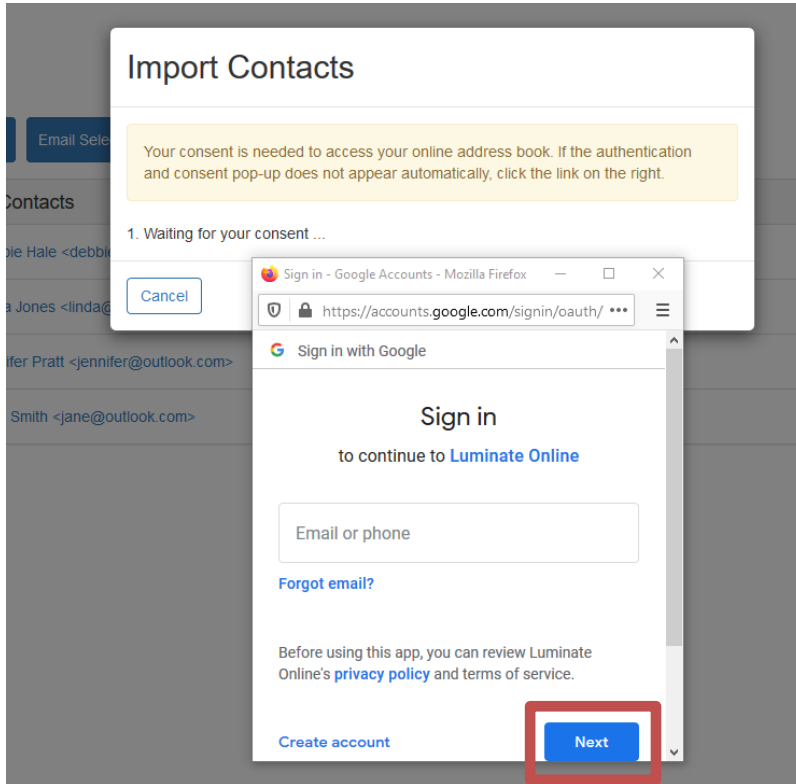 Import Contacts
Email Sele
Your consent is needed to access your online address book. If the authentication
and consent pop-up does not appear automatically, click the link on the right.
Contacts
1. Waiting for your consent ...
bie Hale <debbie
Sign in - Google Accounts - Mozilla Firefox
Cancel
a Jones <linda@
https://accounts.google.com/signin/oauth/
G Sign in with Google
ifer Pratt <jennifer@outlook.com>
Sign in
Smith <jane@outlook.com>
to continue to Luminate Online
Email or phone
Forgot email?
Before using this app, you can review Luminate
Online's privacy policy and terms of service.
Create account
Next